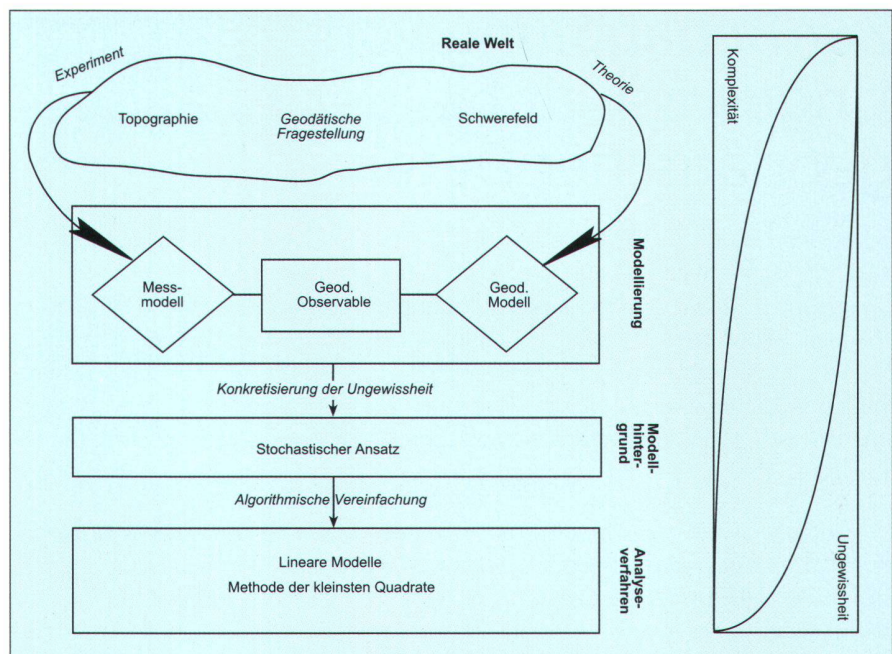 Reale Welt
Experiment
Theorie
Topographie
Geodätische
Fragestellung
Schwerefeld
Mess-
modell
Geod.
Observable
Geod.
Modell
Modellierung
Konkretisierung der Ungewissheit
Stochastischer Ansatz
Modell-
hinter-
grund
Algorithmische Vereinfachung
Lineare Modelle
Methode der kleinsten Quadrate
Analyse-
verfahren
Komplexität
Ungewissheit